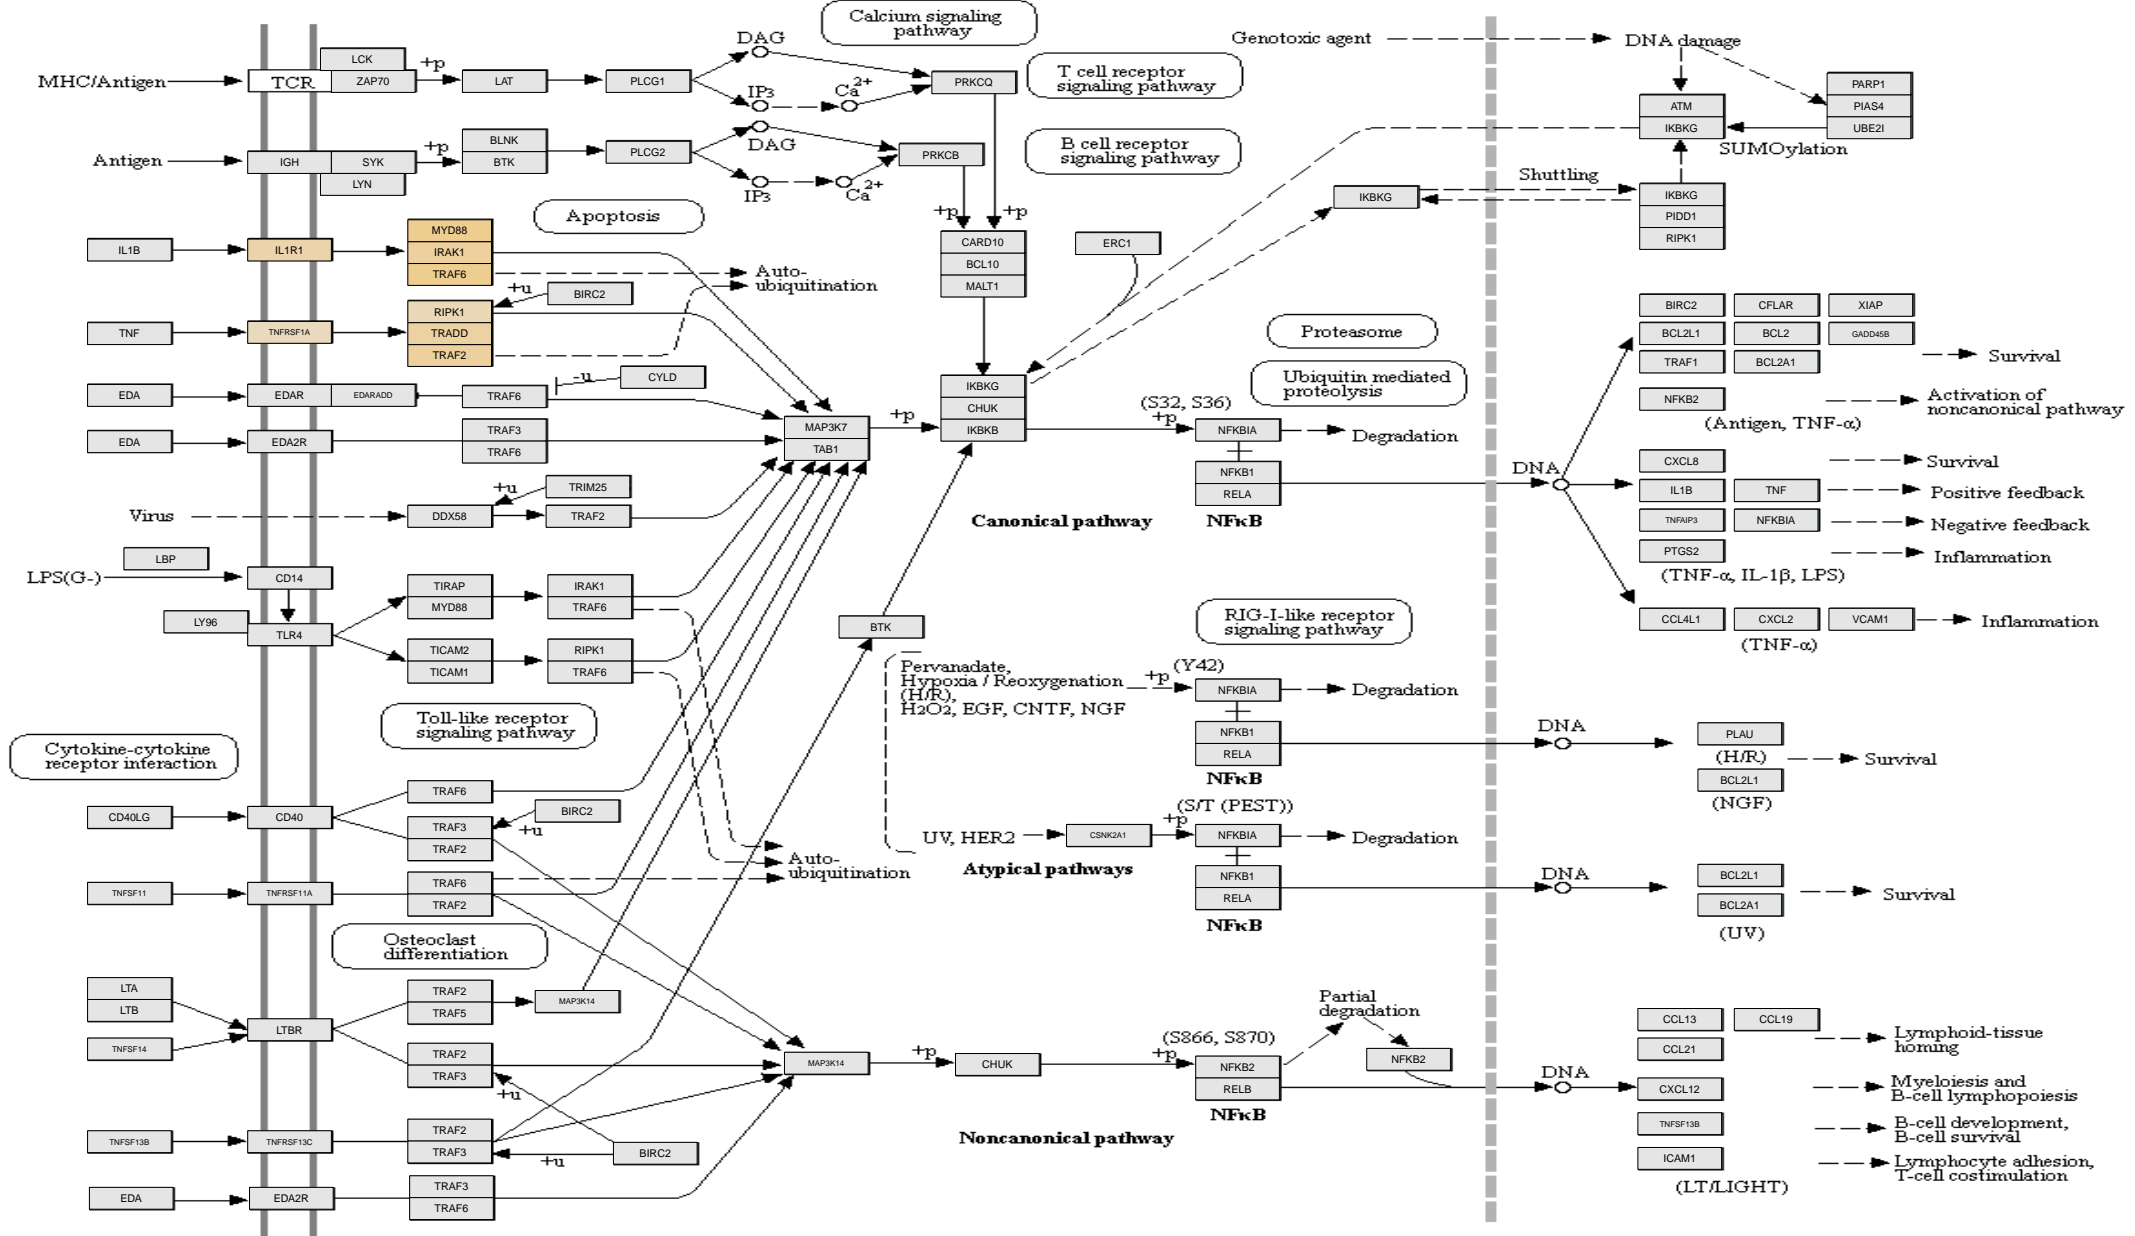 Calcium signaling
pathway
DAG
Genotoxic agent
DNA damage
LCK
+p
MHC/Antigen
TCR
ZAP70
LAT
PLCG1
PRKCQ
T cell receptor
signaling pathway
IP3
Ca2+
PARP1
ATM
PIAS4
IKBKG
UBE2I
SUMOylation
Antigen
IGH
SYK
LYN
+p
BLNK
BTK
PLCG2
DAG
PRKCB
IP3
Ca2+
B cell receptor
signaling pathway
Shuttling
IKBKG
IKBKG
PIDD1
RIPK1
+p
+p
Apoptosis
IL1B
IL1R1
MYD88
IRAK1
TRAF6
Auto-
ubiquitination
CARD10
BCL10
MALT1
ERC1
+u
BIRC2
TNF
TNFRSF1A
RIPK1
TRADD
TRAF2
Proteasome
BIRC2
CFLAR
XIAP
BCL2L1
BCL2
GADD45B
TRAF1
BCL2A1
Survival
-u
CYLD
EDA
EDAR
EDARADD
TRAF6
IKBKG
CHUK
IKBKB
Ubiquitin mediated
proteolysis
NFKB2
Activation of
noncanonical pathway
(Antigen, TNF-α)
EDA
EDA2R
TRAF3
TRAF6
MAP3K7
TAB1
+p
(S32, S36)
+p
NFKBIA
Degradation
NFKB1
RELA
NFκB
Canonical pathway
DNA
CXCL8
Survival
IL1B
TNF
Positive feedback
TNFAIP3
NFKBIA
Negative feedback
PTGS2
Inflammation
(TNF-α, IL-1β, LPS)
+u
TRIM25
Virus
DDX58
TRAF2
LBP
LPS(G-)
CD14
LY96
TLR4
TIRAP
MYD88
IRAK1
TRAF6
TICAM2
TICAM1
RIPK1
TRAF6
BTK
RIG-I-like receptor
signaling pathway
CCL4L1
CXCL2
VCAM1
Inflammation
(TNF-α)
Pervanadate,
Hypoxia / Reoxygenation
(H/R),
H2O2, EGF, CNTF, NGF
+p
(Y42)
NFKBIA
Degradation
NFKB1
RELA
NFκB
DNA
PLAU
(H/R)
Survival
BCL2L1
(NGF)
Toll-like receptor
signaling pathway
Cytokine-cytokine
receptor interaction
CD40LG
CD40
TRAF6
TRAF3
TRAF2
+u
BIRC2
Auto-
ubiquitination
UV, HER2
CSNK2A1
+p
(S/T (PEST))
NFKBIA
Degradation
Atypical pathways
NFKB1
RELA
NFκB
DNA
BCL2L1
BCL2A1
Survival
(UV)
TNFSF11
TNFRSF11A
TRAF6
TRAF2
Osteoclast
differentiation
LTA
LTB
TNFSF14
LTBR
TRAF2
TRAF5
MAP3K14
TRAF2
TRAF3
+u
MAP3K14
+p
CHUK
(S866, S870)
+p
NFKB2
RELB
NFκB
Partial
degradation
NFKB2
DNA
CCL13
CCL19
CCL21
Lymphoid-tissue
homing
CXCL12
Myeloiesis and
B-cell lymphopoiesis
TNFSF13B
B-cell development,
B-cell survival
ICAM1
Lymphocyte adhesion,
T-cell costimulation
(LT/LIGHT)
Noncanonical pathway
TNFSF13B
TNFRSF13C
TRAF2
TRAF3
+u
BIRC2
EDA
EDA2R
TRAF3
TRAF6